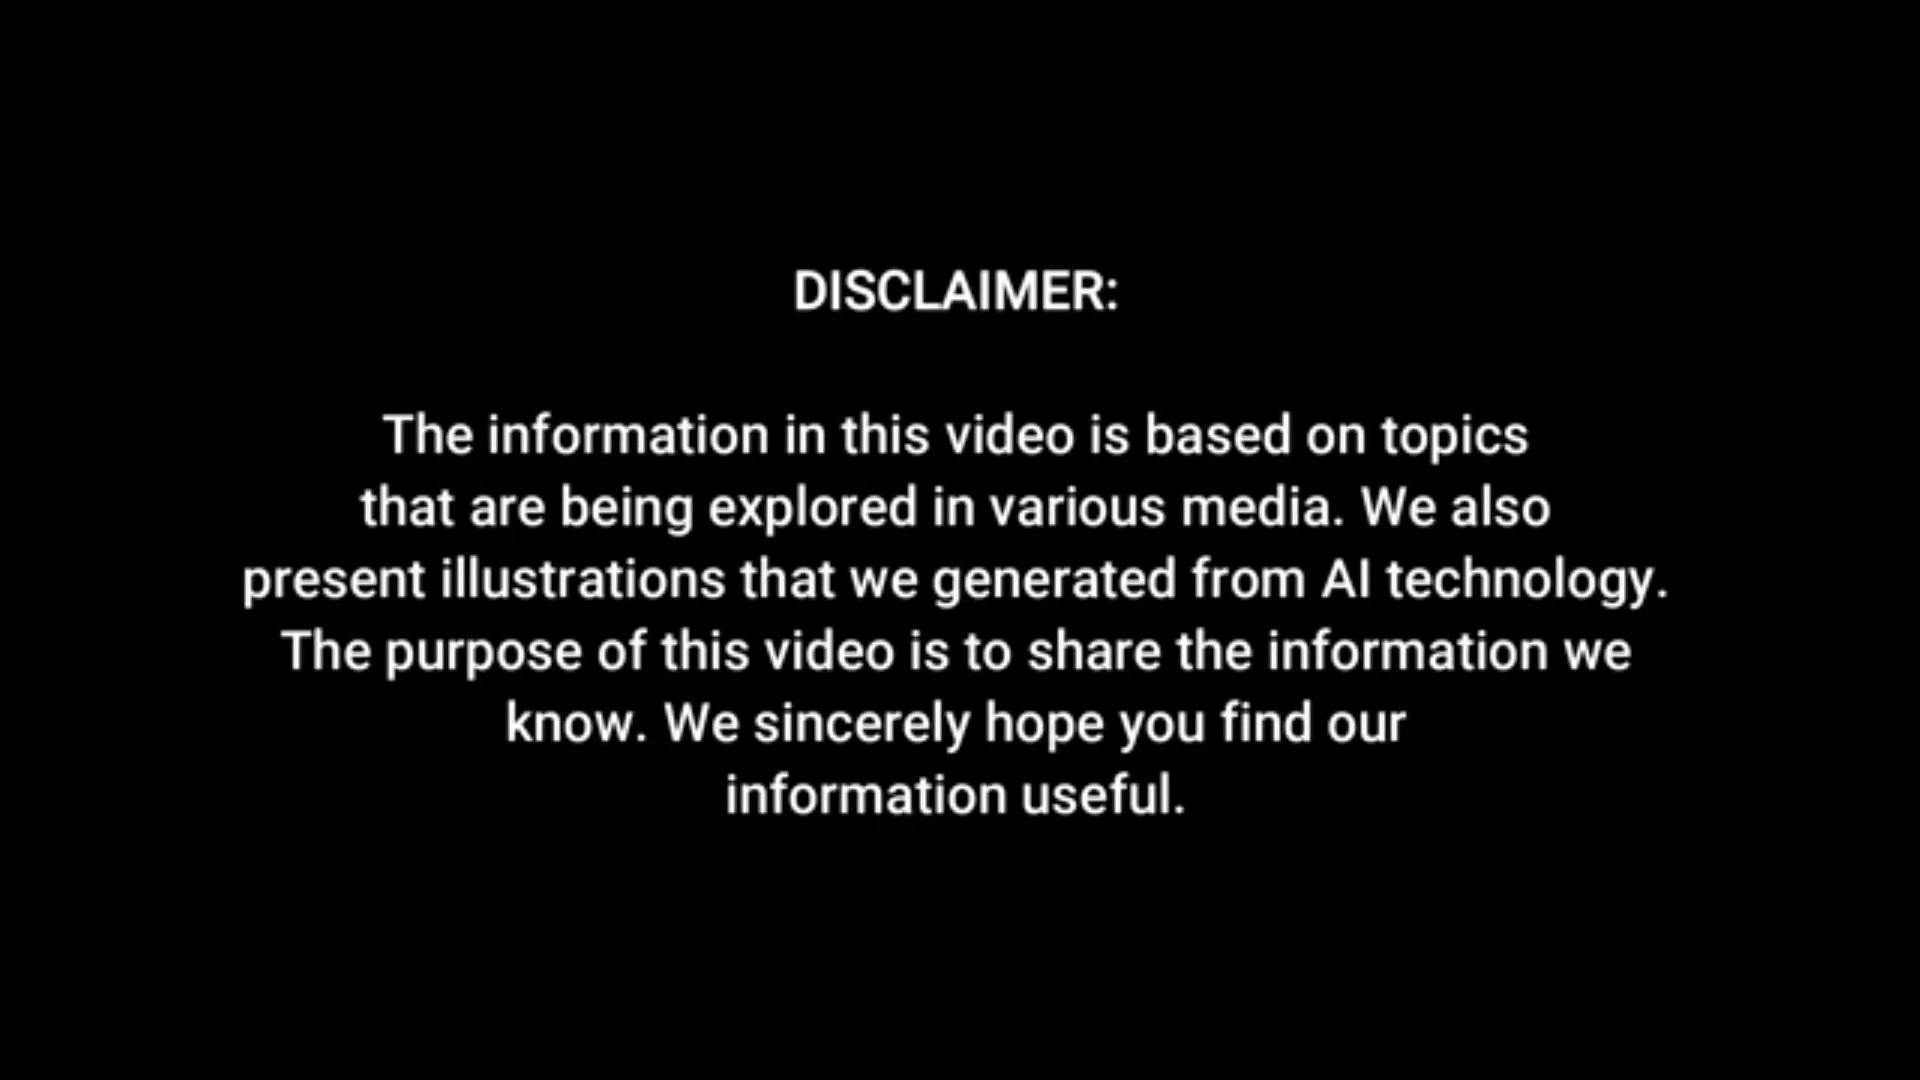 DISCLAIMER:
The information in this video is based on topics
that are being explored in various media. We also
present illustrations that we generated from AI technology.
The purpose of this video is to share the information we
know. We sincerely hope you find our
information useful.